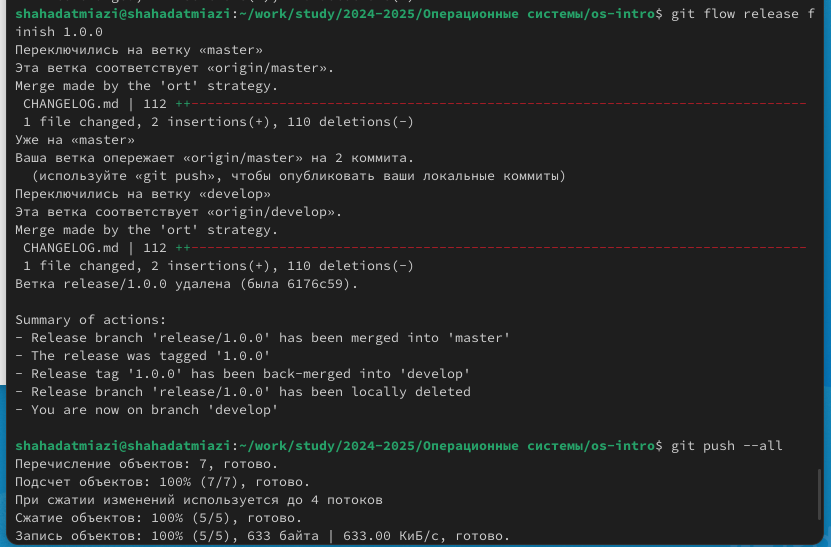 shahadatmiazi@shahadatmiazi:~/work/study/2024-2025/Операционные системы/os-intro$ git flow release f
inish 1.0.0
Переключились на ветку «master»
Эта ветка соответствует «origin/master».
Merge made by the 'ort' strategy.
CHANGELOG.md | 112 ++-------------------------------------------------------------------------------
1 file changed, 2 insertions(+), 110 deletions(-)
Уже на «master»
Ваша ветка опережает «origin/master» на 2 коммита.
(используйте «git push», чтобы опубликовать ваши локальные коммиты)
Переключились на ветку «develop»
Эта ветка соответствует «origin/develop».
Merge made by the 'ort' strategy.
CHANGELOG.md | 112 ++-------------------------------------------------------------------------------
1 file changed, 2 insertions(+), 110 deletions(-)
Ветка release/1.0.0 удалена (была 6176c59).
Summary of actions:
- Release branch 'release/1.0.0' has been merged into 'master'
- The release was tagged '1.0.0'
- Release tag '1.0.0' has been back-merged into 'develop'
- Release branch 'release/1.0.0' has been locally deleted
- You are now on branch 'develop'
shahadatmiazi@shahadatmiazi:~/work/study/2024-2025/Операционные системы/os-intro$ git push --all
Перечисление объектов: 7, готово.
Подсчет объектов: 100% (7/7), готово.
При сжатии изменений используется до 4 потоков
Сжатие объектов: 100% (5/5), готово.
Запись объектов: 100% (5/5), 633 байта | 633.00 КиБ/с, готово.